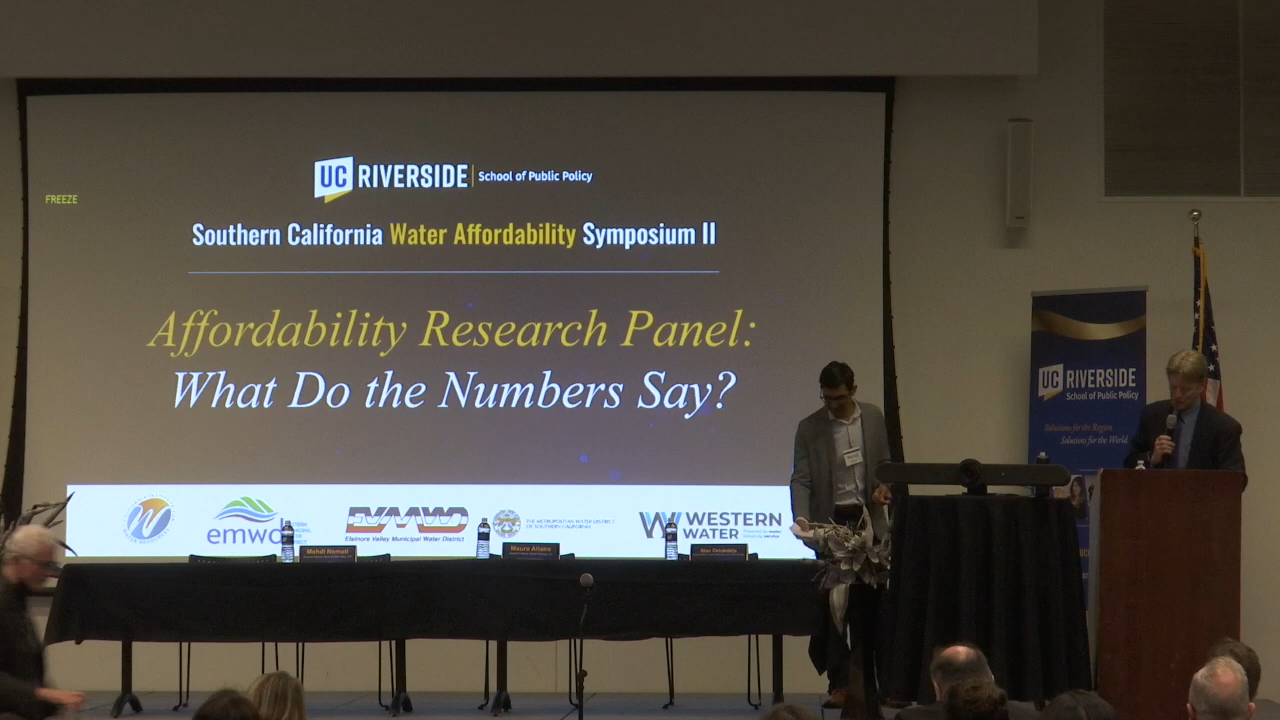 UC RIVERSIDE School of Public Policy
FREEZE
Southern California Water Affordability Symposium II
Affordability Research Panel:
What Do the Numbers Say?
emwd
EVMWD
Elsinore Valley Municipal Water District
THE METROPOLITAN WATER DISTRICT
OF SOUTHERN CALIFORNIA
WESTERN
WATER
Mehdi Nemati
Maura Allaire
UC RIVERSIDE
School of Public Policy
Solutions for the Region
Solutions for the World